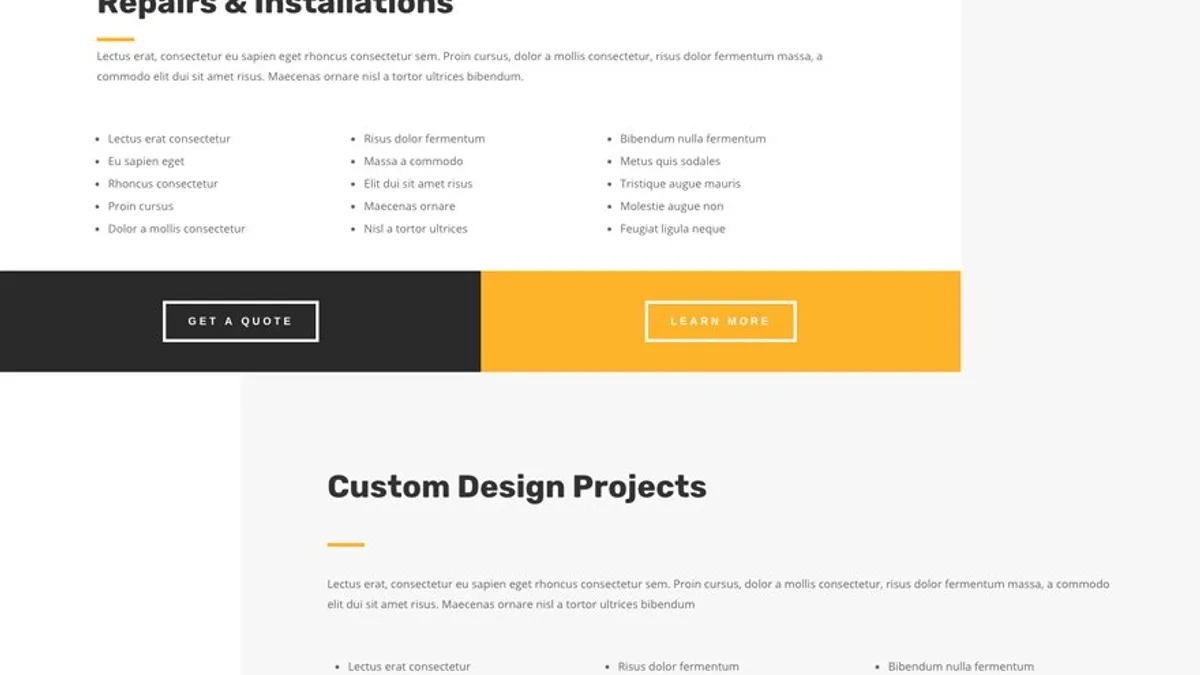 Repairs & Installations
Lectus erat, consectetur eu sapien eget rhoncus consectetur sem. Proin cursus, dolor a mollis consectetur, risus dolor fermentum massa, a
commodo elit dui sit amet risus. Maecenas ornare nisl a tortor ultrices bibendum.
• Lectus erat consectetur
• Eu sapien eget
• Rhoncus consectetur
• Proin cursus
• Dolor a mollis consectetur
• Risus dolor fermentum
• Massa a commodo
• Elit dui sit amet risus
• Maecenas ornare
• Nisl a tortor ultrices
• Bibendum nulla fermentum
• Metus quis sodales
• Tristique augue mauris
• Molestie augue non
• Feugiat ligula neque
GET A QUOTE
LEARN MORE
Custom Design Projects
Lectus erat, consectetur eu sapien eget rhoncus consectetur sem. Proin cursus, dolor a mollis consectetur, risus dolor fermentum massa, a commodo
elit dui sit amet risus. Maecenas ornare nisl a tortor ultrices bibendum
• Lectus erat consectetur
• Risus dolor fermentum
• Bibendum nulla fermentum